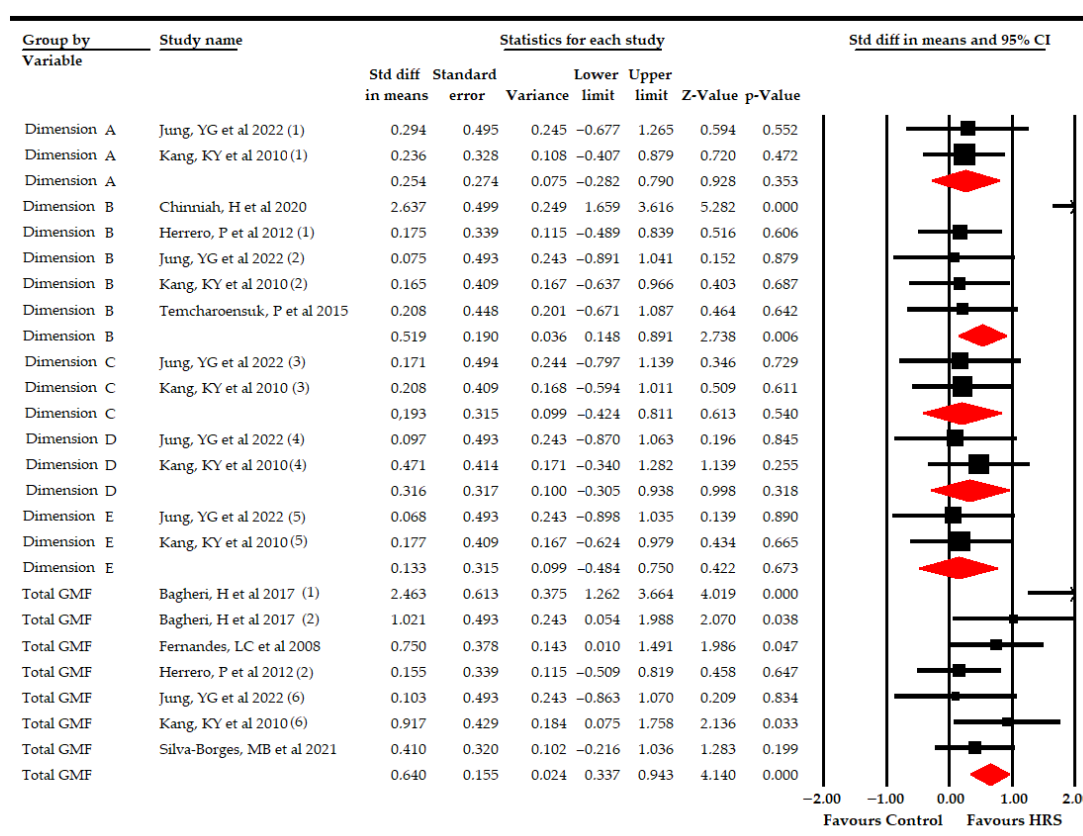 Group by Study name Statistics for each study Std diff in means and 95% CI
Variable
Std diff Standard Lower Upper
in means error Variance limit limit Z-Value p-Value
Dimension A Jung, YG et al 2022 (1) 0.294 0.495 0.245 −0.677 1.265 0.594 0.552
Dimension A Kang, KY et al 2010 (1) 0.236 0.328 0.108 −0.407 0.879 0.720 0.472
Dimension A 0.254 0.274 0.075 −0.282 0.790 0.928 0.353
Dimension B Chinniah, H et al 2020 2.637 0.499 0.249 1.659 3.616 5.282 0.000
Dimension B Herrero, P et al 2012 (1) 0.175 0.339 0.115 −0.489 0.839 0.516 0.606
Dimension B Jung, YG et al 2022 (2) 0.075 0.493 0.243 −0.891 1.041 0.152 0.879
Dimension B Kang, KY et al 2010 (2) 0.165 0.409 0.167 −0.637 0.966 0.403 0.687
Dimension B Temcharoensuk, P et al 2015 0.208 0.448 0.201 −0.671 1.087 0.464 0.642
Dimension B 0.519 0.190 0.036 0.148 0.891 2.738 0.006
Dimension C Jung, YG et al 2022 (3) 0.171 0.494 0.244 −0.797 1.139 0.346 0.729
Dimension C Kang, KY et al 2010 (3) 0.208 0.409 0.168 −0.594 1.011 0.509 0.611
Dimension C 0,193 0.315 0.099 −0.424 0.811 0.613 0.540
Dimension D Jung, YG et al 2022 (4) 0.097 0.493 0.243 −0.870 1.063 0.196 0.845
Dimension D Kang, KY et al 2010 (4) 0.471 0.414 0.171 −0.340 1.282 1.139 0.255
Dimension D 0.316 0.317 0.100 −0.305 0.938 0.998 0.318
Dimension E Jung, YG et al 2022 (5) 0.068 0.493 0.243 −0.898 1.035 0.139 0.890
Dimension E Kang, KY et al 2010 (5) 0.177 0.409 0.167 −0.624 0.979 0.434 0.665
Dimension E 0.133 0.315 0.099 −0.484 0.750 0.422 0.673
Total GMF Bagheri, H et al 2017 (1) 2.463 0.613 0.375 1.262 3.664 4.019 0.000
Total GMF Bagheri, H et al 2017 (2) 1.021 0.493 0.243 0.054 1.988 2.070 0.038
Total GMF Fernandes, LC et al 2008 0.750 0.378 0.143 0.010 1.491 1.986 0.047
Total GMF Herrero, P et al 2012 (2) 0.155 0.339 0.115 −0.509 0.819 0.458 0.647
Total GMF Jung, YG et al 2022 (6) 0.103 0.493 0.243 −0.863 1.070 0.209 0.834
Total GMF Kang, KY et al 2010 (6) 0.917 0.429 0.184 0.075 1.758 2.136 0.033
Total GMF Silva-Borges, MB et al 2021 0.410 0.320 0.102 −0.216 1.036 1.283 0.199
Total GMF 0.640 0.155 0.024 0.337 0.943 4.140 0.000
−2.00 −1.00 0.00 1.00 2.0
Favours Control Favours HRS